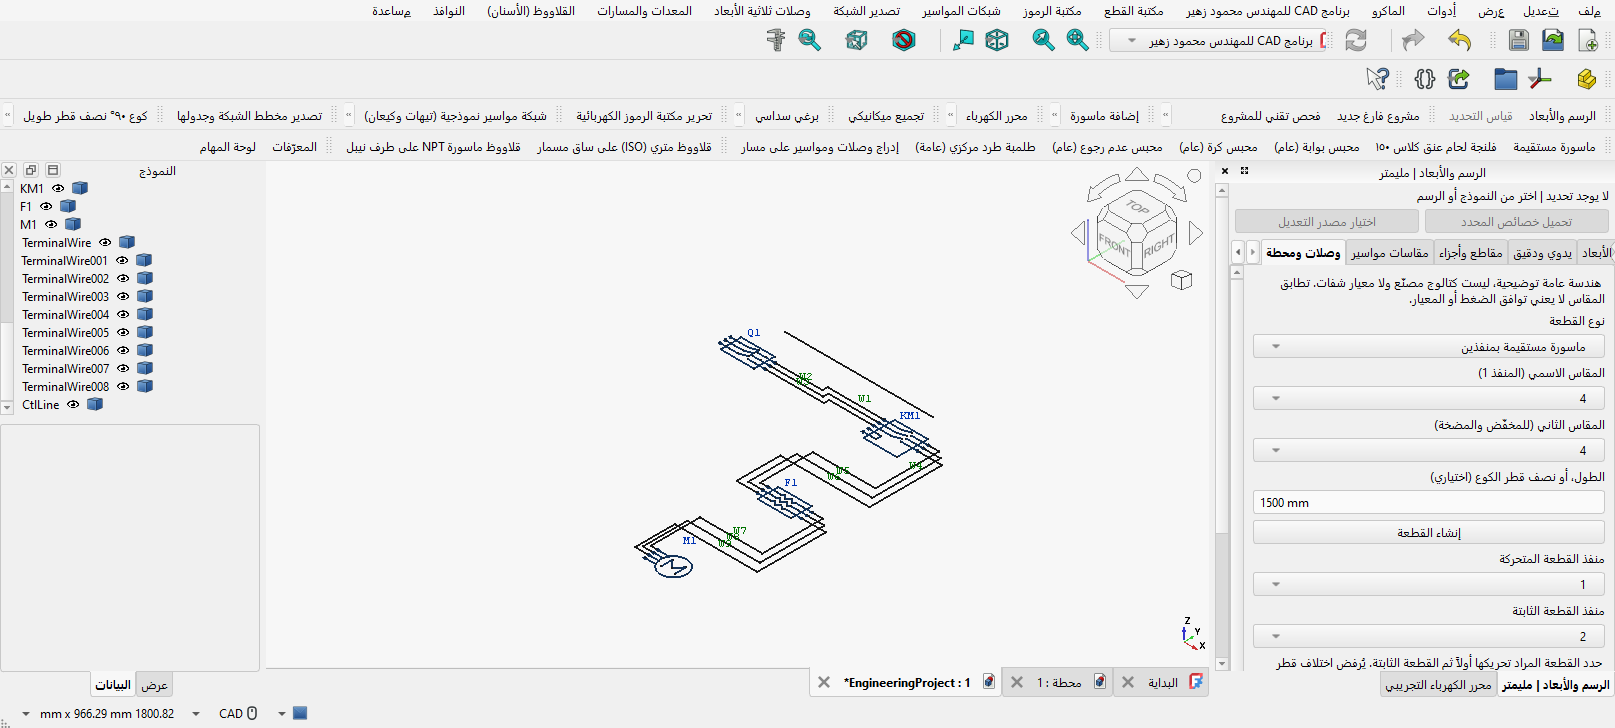 ملف	تعديل	عرض	أدوات	الماكرو	برنامج CAD للمهندس محمود زهير	مكتبة القطع	مكتبة الرموز	شبكات المواسير	تصدير الشبكة	وصلات ثلاثية الأبعاد	المعدات والمسارات	القلاووظ (الأسنان)	النوافذ	مساعدة
برنامج CAD للمهندس محمود زهير
الرسم والأبعاد	قياس التحديد	مشروع فارغ جديد	فحص تقني للمشروع	إضافة ماسورة	محرر الكهرباء	تجميع ميكانيكي	برغي سداسي	تحرير مكتبة الرموز الكهربائية	شبكة مواسير نموذجية (تيهات وكيعان)	تصدير مخطط الشبكة وجدولها	كوع ٩٠° نصف قطر طويل
ماسورة مستقيمة	فلنجة لحام عنق كلاس ١٥٠	محبس بوابة (عام)	محبس كرة (عام)	محبس عدم رجوع (عام)	طلمبة طرد مركزي (عامة)	إدراج وصلات ومواسير على مسار	قلاووظ متري (ISO) على ساق مسمار	قلاووظ ماسورة NPT على طرف نيبل	المعرّفات	لوحة المهام
النموذج
KM1
F1
M1
TerminalWire
TerminalWire001
TerminalWire002
TerminalWire003
TerminalWire004
TerminalWire005
TerminalWire006
TerminalWire007
TerminalWire008
CtlLine
عرض	البيانات
TOP
FRONT
RIGHT
Q1
W2
W1
KM1
W4
W5
W6
F1
W7
W8
W9
M1
M
Z
Y
X
الرسم والأبعاد | مليمتر
لا يوجد تحديد | اختر من النموذج أو الرسم
تحميل خصائص المحدد	اختيار مصدر التعديل
الأبعاد	يدوي ودقيق	مقاطع وأجزاء	مقاسات مواسير	وصلات ومحطة
هندسة عامة توضيحية، ليست كتالوج مصنّع ولا معيار شفات. تطابق
المقاس لا يعني توافق الضغط أو المعيار.
نوع القطعة
ماسورة مستقيمة بمنفذين
المقاس الاسمي (المنفذ 1)
4
المقاس الثاني (للمخفّض والمضخة)
4
الطول، أو نصف قطر الكوع (اختياري)
1500 mm
إنشاء القطعة
منفذ القطعة المتحركة
1
منفذ القطعة الثابتة
2
حدد القطعة المراد تحريكها أولاً ثم القطعة الثابتة. يُرفض اختلاف قطر
الرسم والأبعاد | مليمتر	محرر الكهرباء التجريبي
البداية	محطة : 1	EngineeringProject : 1*
mm x 966.29 mm 1800.82	CAD